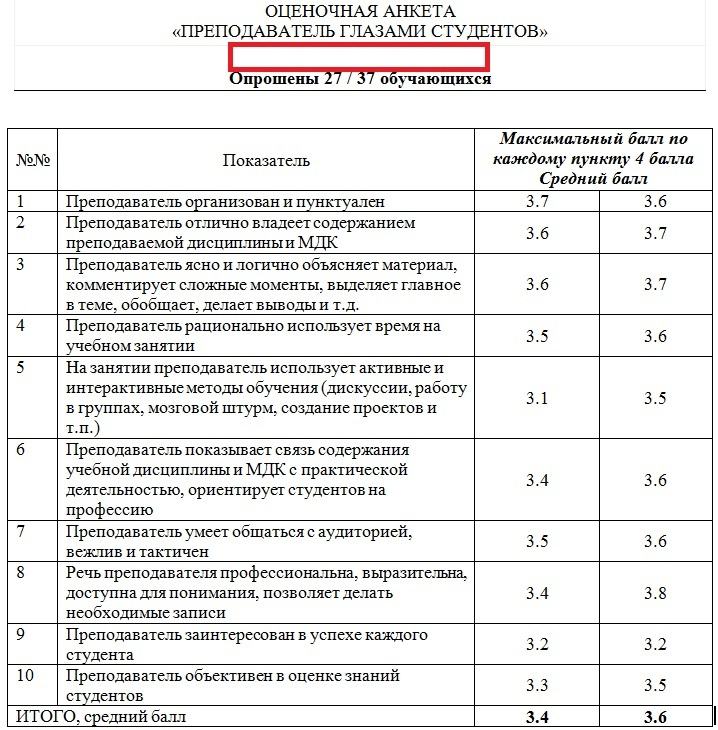 ОЦЕНОЧНАЯ АНКЕТА
«ПРЕПОДАВАТЕЛЬ ГЛАЗАМИ СТУДЕНТОВ»
Опрошены 27 / 37 обучающихся
№№
Показатель
Максимальный балл по
каждому пункту 4 балла
Средний балл
1 Преподаватель организован и пунктуален 3.7 3.6
2 Преподаватель отлично владеет содержанием
преподаваемой дисциплины и МДК 3.6 3.7
3 Преподаватель ясно и логично объясняет материал,
комментирует сложные моменты, выделяет главное
в теме, обобщает, делает выводы и т.д. 3.6 3.7
4 Преподаватель рационально использует время на
учебном занятии 3.5 3.6
5 На занятии преподаватель использует активные и
интерактивные методы обучения (дискуссии, работу
в группах, мозговой штурм, создание проектов и
т.п.) 3.1 3.5
6 Преподаватель показывает связь содержания
учебной дисциплины и МДК с практической
деятельностью, ориентирует студентов на
профессию 3.4 3.6
7 Преподаватель умеет общаться с аудиторией,
вежлив и тактичен 3.5 3.6
8 Речь преподавателя профессиональна, выразительна,
доступна для понимания, позволяет делать
необходимые записи 3.4 3.8
9 Преподаватель заинтересован в успехе каждого
студента 3.2 3.2
10 Преподаватель объективен в оценке знаний
студентов 3.3 3.5
ИТОГО, средний балл 3.4 3.6